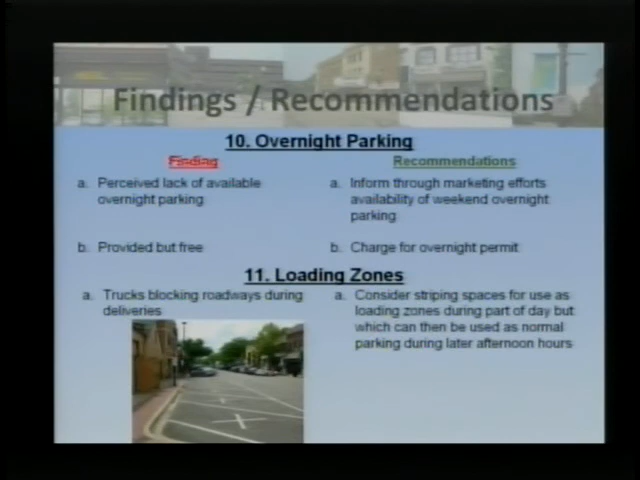 Findings / Recommendations
10. Overnight Parking
Finding
Recommendations
a. Perceived lack of available
overnight parking
a. Inform through marketing efforts
availability of weekend overnight
parking
b. Provided but free
b. Charge for overnight permit
11. Loading Zones
a. Trucks blocking roadways during
deliveries
a. Consider striping spaces for use as
loading zones during part of day but
which can then be used as normal
parking during later afternoon hours